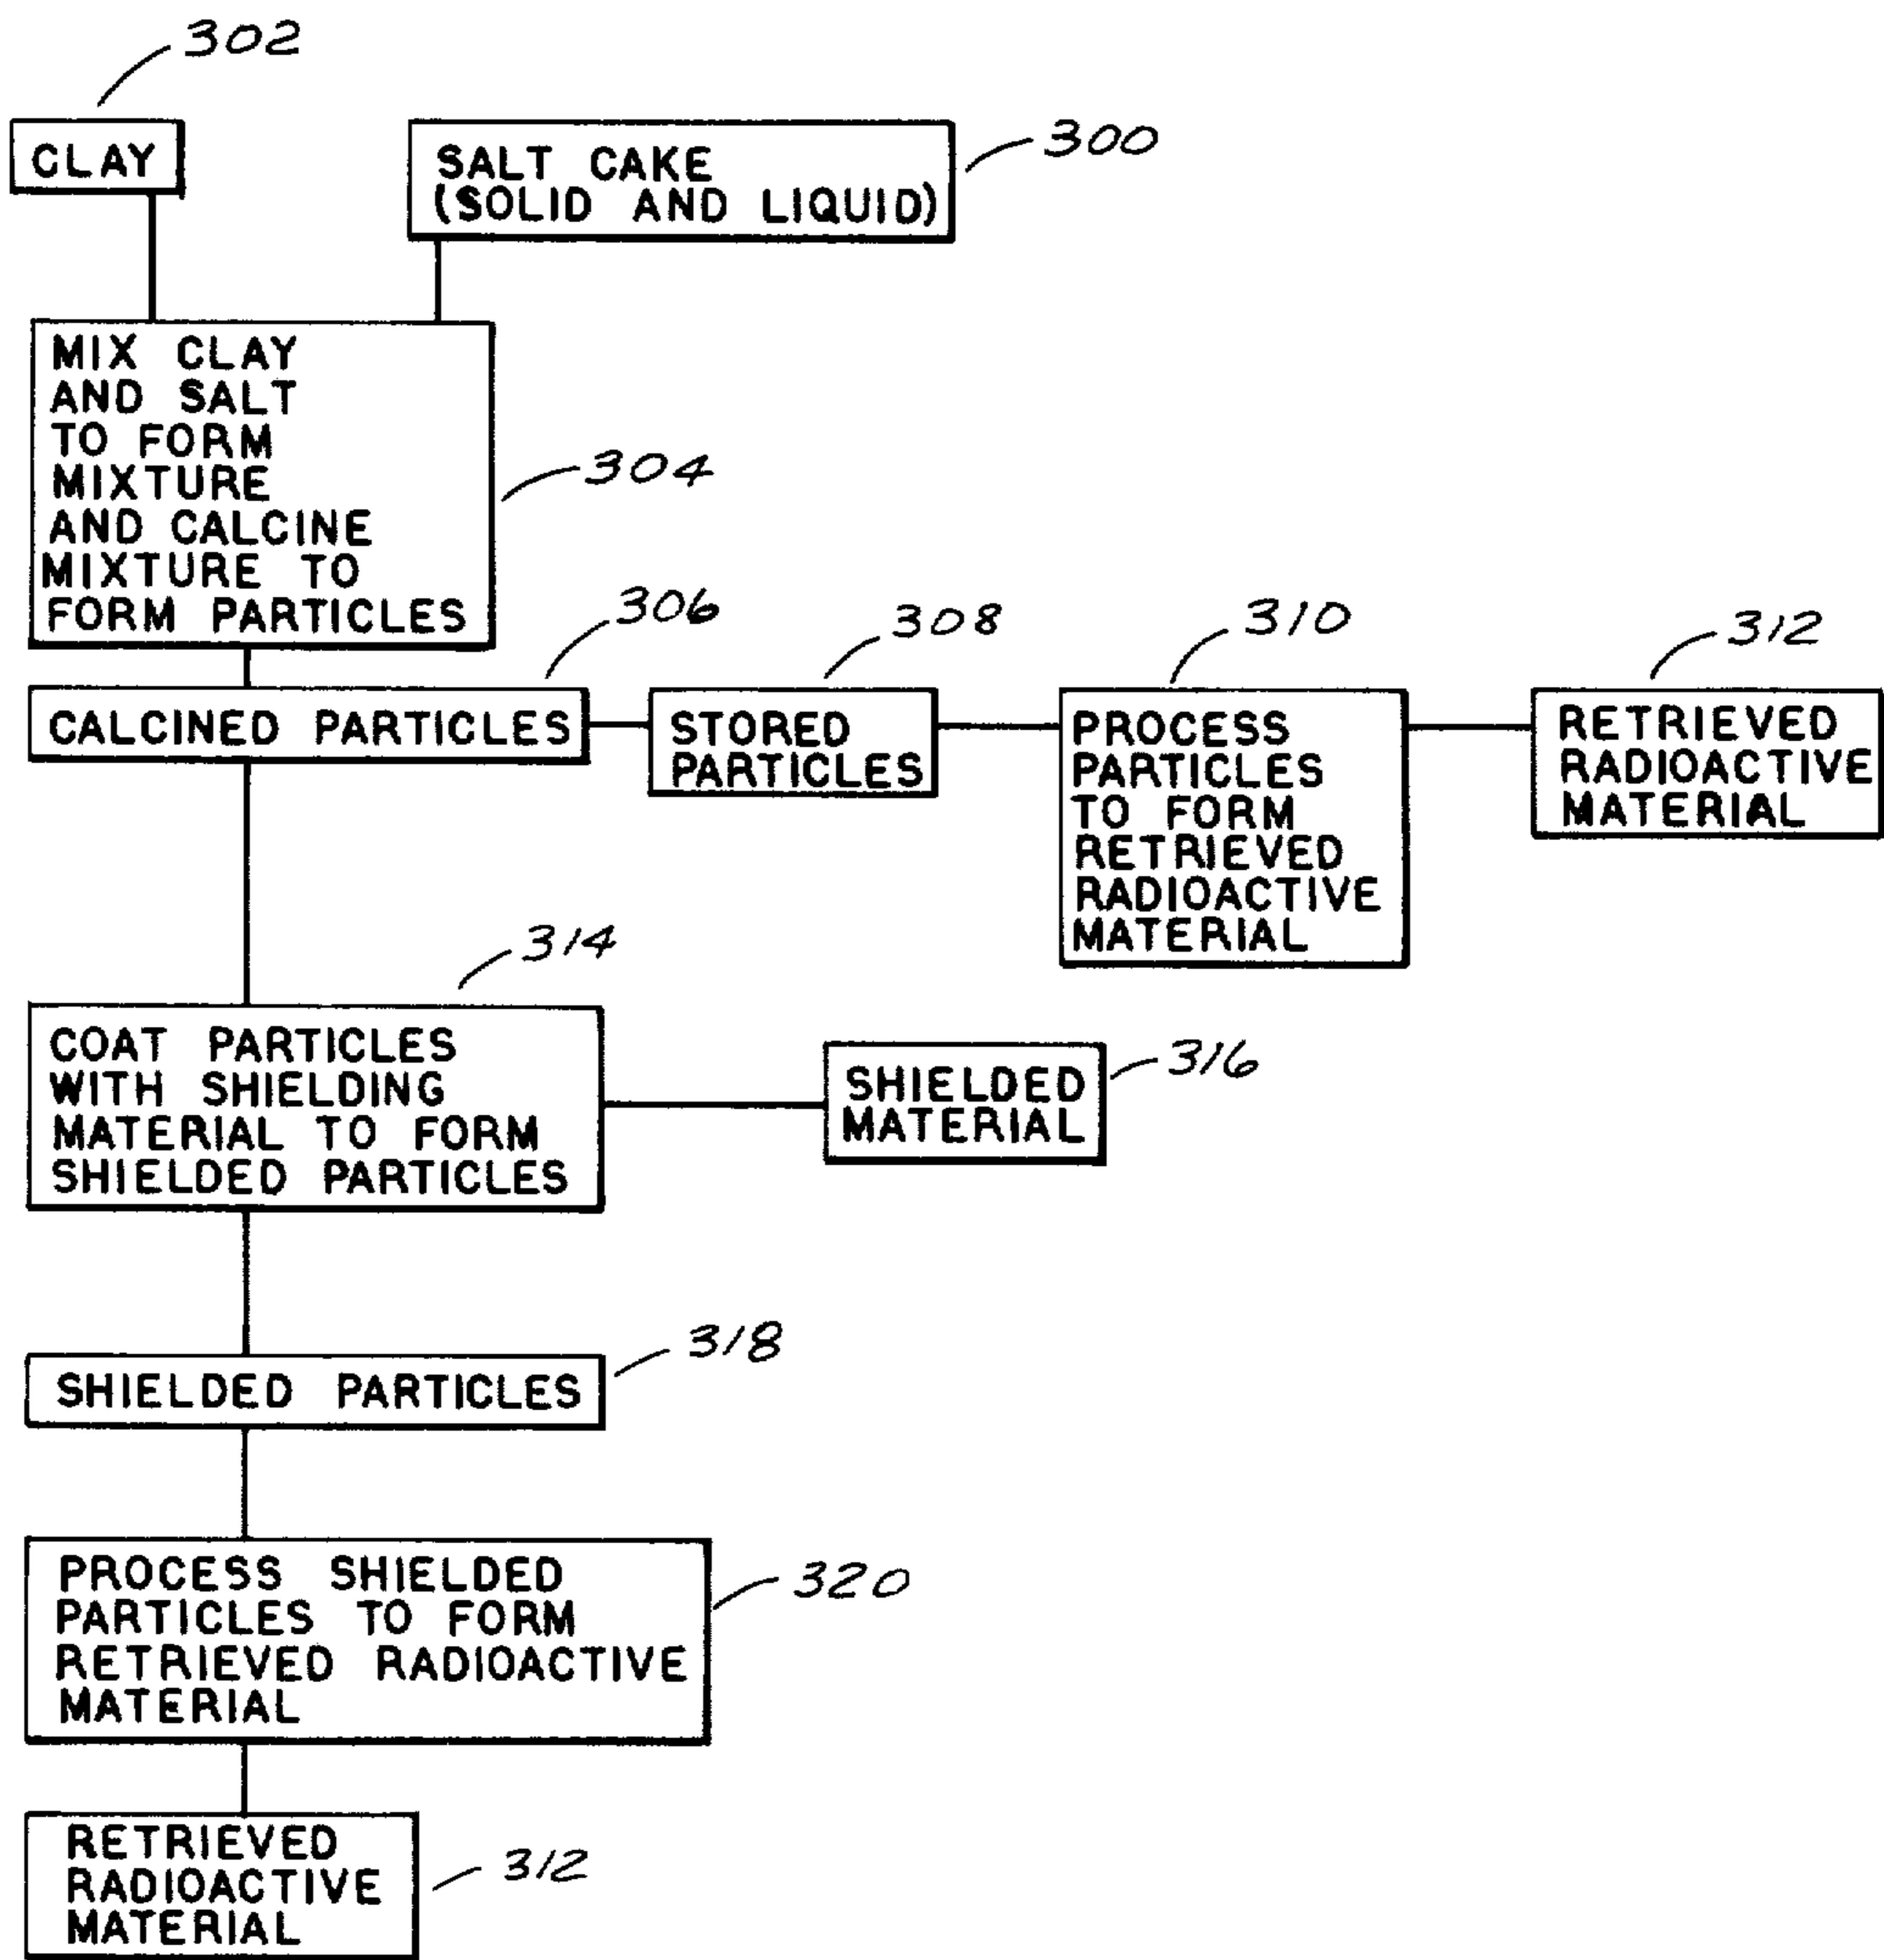 302
CLAY
SALT CAKE
(SOLID AND LIQUID)
300
MIX CLAY
AND SALT
TO FORM
MIXTURE
AND CALCINE
MIXTURE TO
FORM PARTICLES
304
306
CALCINED PARTICLES
308
STORED
PARTICLES
310
PROCESS
PARTICLES
TO FORM
RETRIEVED
RADIOACTIVE
MATERIAL
312
RETRIEVED
RADIOACTIVE
MATERIAL
314
COAT PARTICLES
WITH SHIELDING
MATERIAL TO FORM
SHIELDED PARTICLES
SHIELDED
MATERIAL
316
SHIELDED PARTICLES
318
PROCESS SHIELDED
PARTICLES TO FORM
RETRIEVED RADIOACTIVE
MATERIAL
320
RETRIEVED
RADIOACTIVE
MATERIAL
312